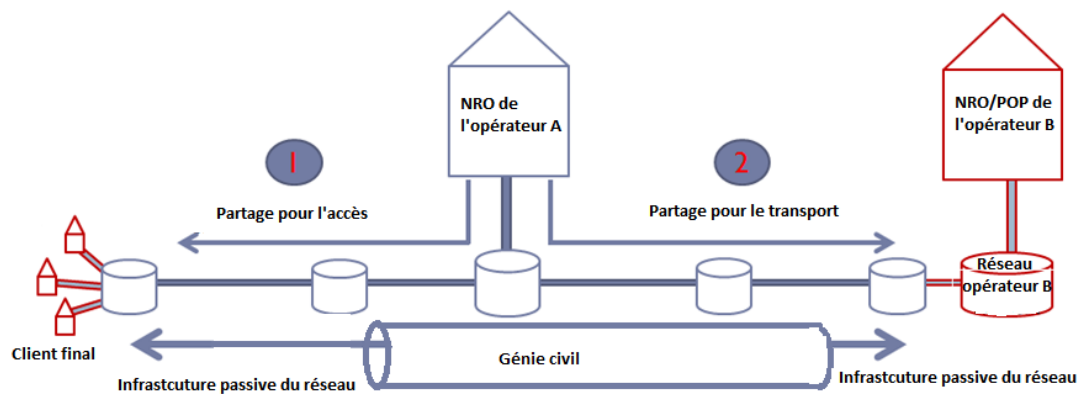 NRO de
l'opérateur A
NRO/POP de
l'opérateur B
1
2
Partage pour l'accès
Partage pour le transport
Réseau
opérateur B
Client final
Génie civil
Infrastcuture passive du réseau
Infrastcuture passive du réseau